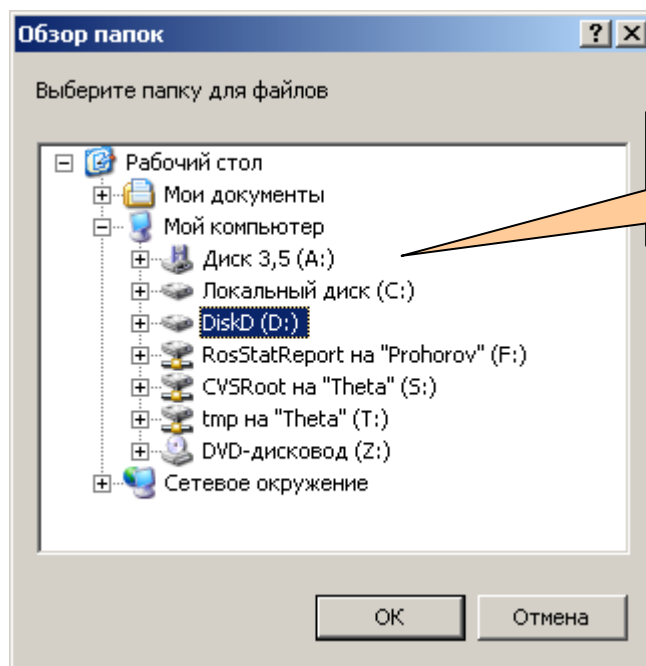 Обзор папок
Выберите папку для файлов
Рабочий стол
Мои документы
Мой компьютер
Диск 3,5 (A:)
Локальный диск (C:)
DiskD (D:)
RosStatReport на "Prohorov" (F:)
CVSRoot на "Theta" (S:)
tmp на "Theta" (T:)
DVD-дисковод (Z:)
Сетевое окружение
ОК Отмена